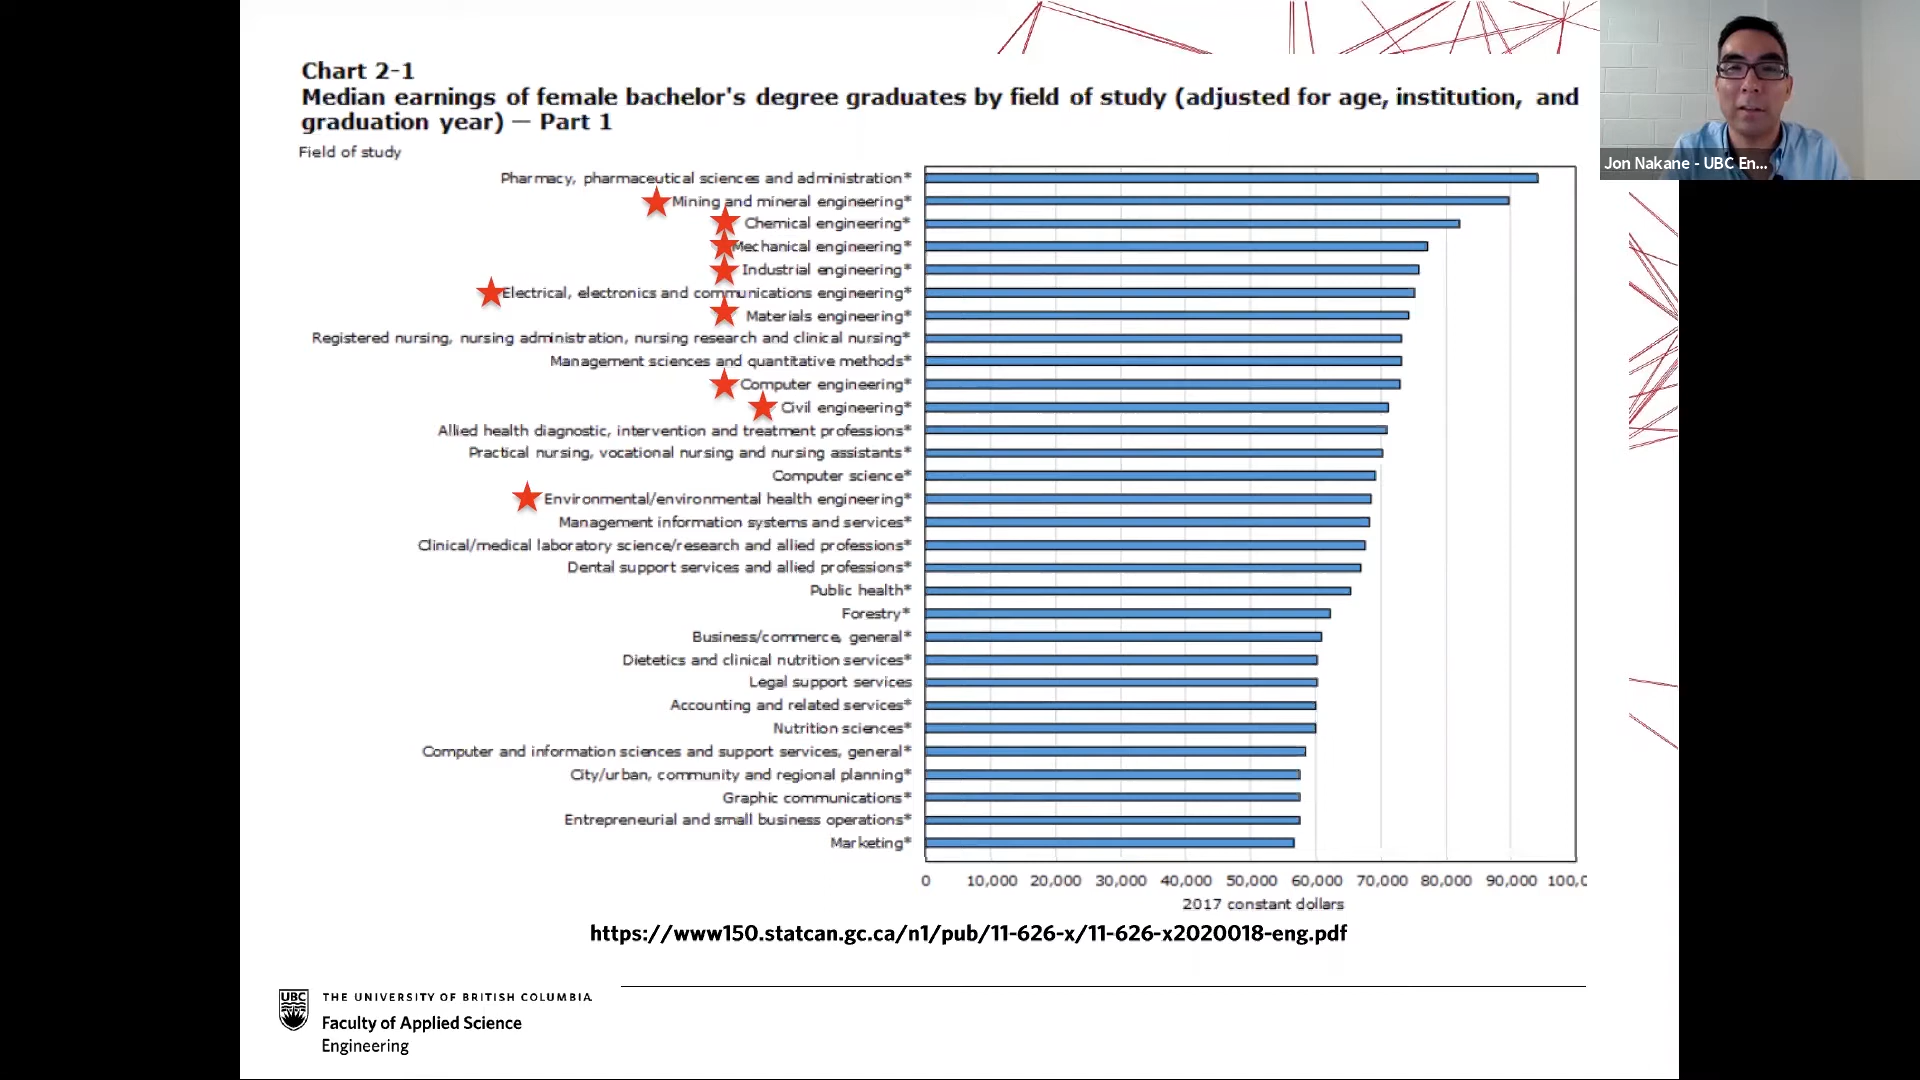 Chart 2-1
Median earnings of female bachelor's degree graduates by field of study (adjusted for age, institution, and
graduation year) — Part 1
Field of study
Pharmacy, pharmaceutical sciences and administration*
Mining and mineral engineering*
Chemical engineering*
Mechanical engineering*
Industrial engineering*
Electrical, electronics and communications engineering*
Materials engineering*
Registered nursing, nursing administration, nursing research and clinical nursing*
Management sciences and quantitative methods*
Computer engineering*
Civil engineering*
Allied health diagnostic, intervention and treatment professions*
Practical nursing, vocational nursing and nursing assistants*
Computer science*
Environmental/environmental health engineering*
Management information systems and services*
Clinical/medical laboratory science/research and allied professions*
Dental support services and allied professions*
Public health*
Forestry*
Business/commerce, general*
Dietetics and clinical nutrition services*
Legal support services
Accounting and related services*
Nutrition sciences*
Computer and information sciences and support services, general*
City/urban, community and regional planning*
Graphic communications*
Entrepreneurial and small business operations*
Marketing*
0 10,000 20,000 30,000 40,000 50,000 60,000 70,000 80,000 90,000 100,0
2017 constant dollars
https://www150.statcan.gc.ca/n1/pub/11-626-x/11-626-x2020018-eng.pdf
UBC
THE UNIVERSITY OF BRITISH COLUMBIA
Faculty of Applied Science
Engineering
Jon Nakane - UBC En...